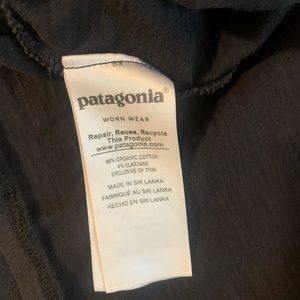 patagonia®
WORN WEAR
Repair, Reuse, Recycle
This Product
www.patagonia.com
96% ORGANIC COTTON
4% ELASTANE
EXCLUSIVE OF TRIM
MADE IN SRI LANKA
FABRIQUÉ AU SRI LANKA
HECHO EN SRI LANKA